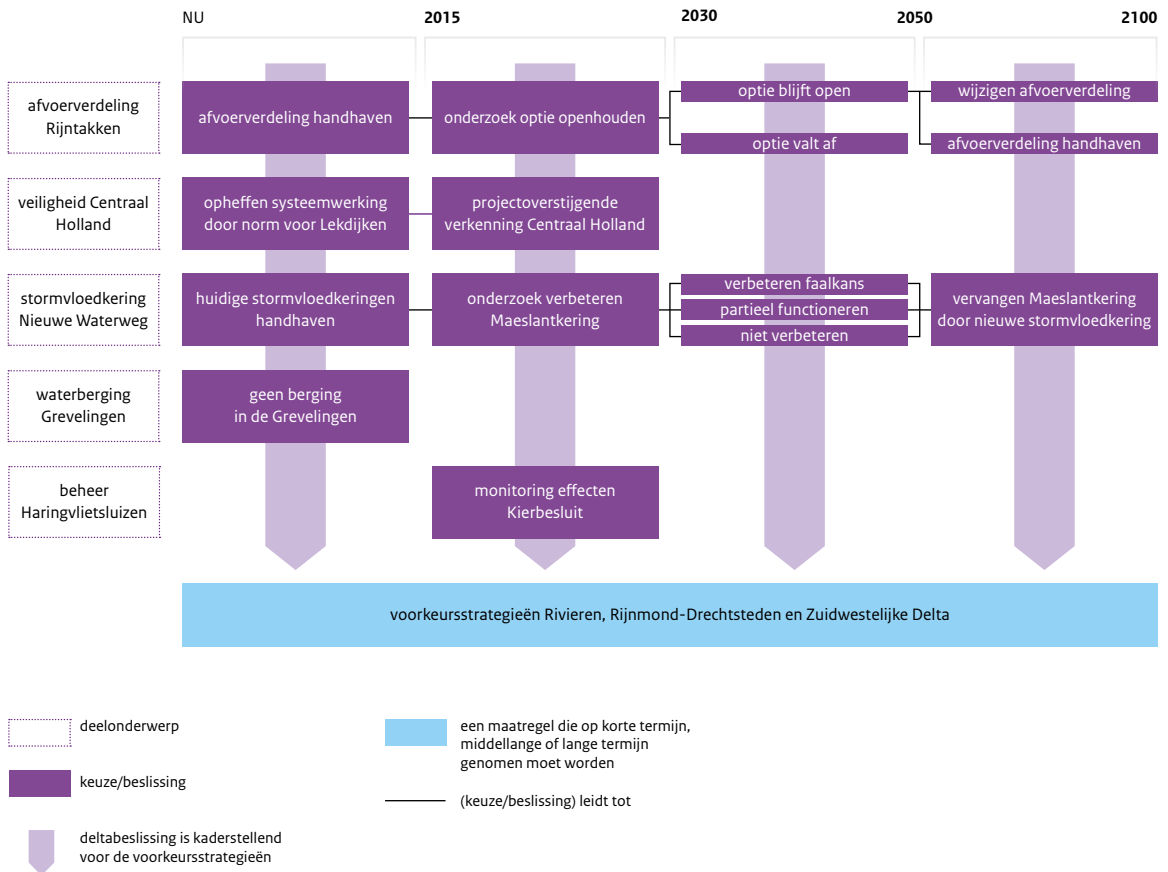 NU
2015
2030
2050
2100
afvoerverdeling
Rijntakken
afvoerverdeling handhaven
onderzoek optie openhouden
optie blijft open
optie valt af
wijzigen afvoerverdeling
afvoerverdeling handhaven
veiligheid Centraal
Holland
opheffen systeemwerking
door norm voor Lekdijken
projectoverstijgende
verkenning Centraal Holland
stormvloedkering
Nieuwe Waterweg
huidige stormvloedkeringen
handhaven
onderzoek verbeteren
Maeslantkering
verbeteren faalkans
partieel functioneren
niet verbeteren
vervangen Maeslantkering
door nieuwe stormvloedkering
waterberging
Grevelingen
geen berging
in de Grevelingen
beheer
Haringvlietsluizen
monitoring effecten
Kierbesluit
voorkeursstrategieën Rivieren, Rijnmond-Drechtsteden en Zuidwestelijke Delta
deelonderwerp
keuze/beslissing
deltabeslissing is kaderstellend
voor de voorkeursstrategieën
een maatregel die op korte termijn,
middellange of lange termijn
genomen moet worden
(keuze/beslissing) leidt tot